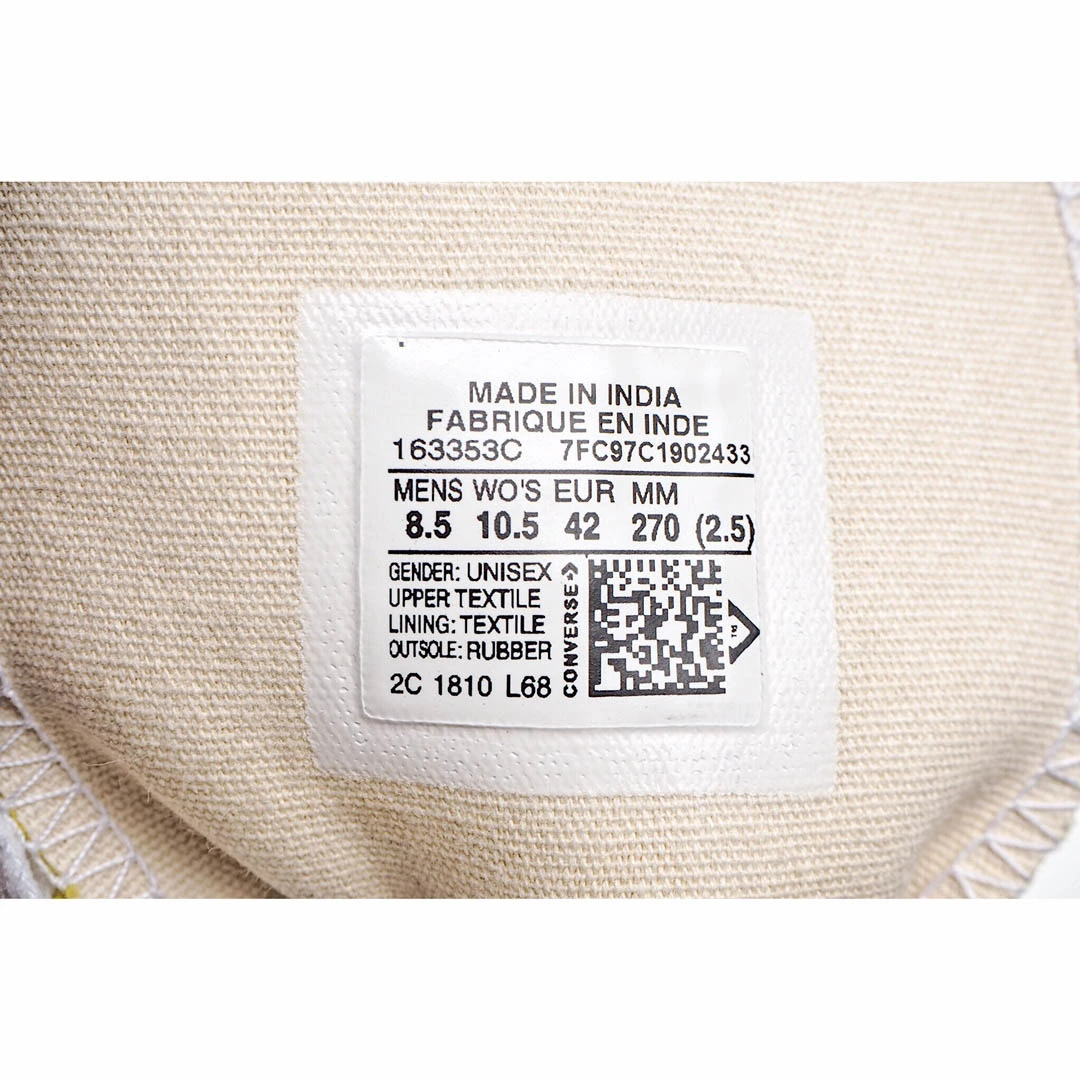 MADE IN INDIA
FABRIQUE EN INDE
163353C 7FC97C1902433
MENS WO'S EUR MM
8.5 10.5 42 270 (2.5)
GENDER: UNISEX
UPPER TEXTILE
LINING: TEXTILE
OUTSOLE: RUBBER
2C 1810 L68
CONVERSE
TM